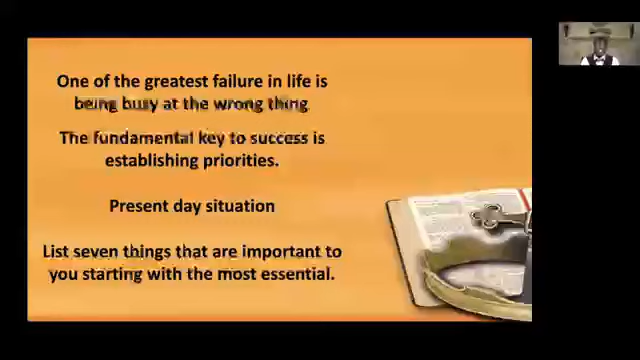 One of the greatest failure in life is
being busy at the wrong thing
The fundamental key to success is
establishing priorities.
Present day situation
List seven things that are important to
you starting with the most essential.